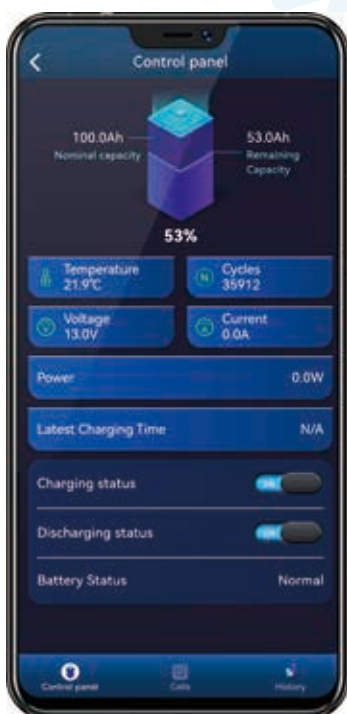 Control panel
100.0Ah
Nominal capacity
53.0Ah
Remaining
Capacity
53%
Temperature
21.9℃
N
Cycles
35912
V
Voltage
13.0V
A
Current
0.0A
Power
0.0W
Latest Charging Time
N/A
Charging status
ON
Discharging status
ON
Battery Status
Normal
Control panel
Cells
History